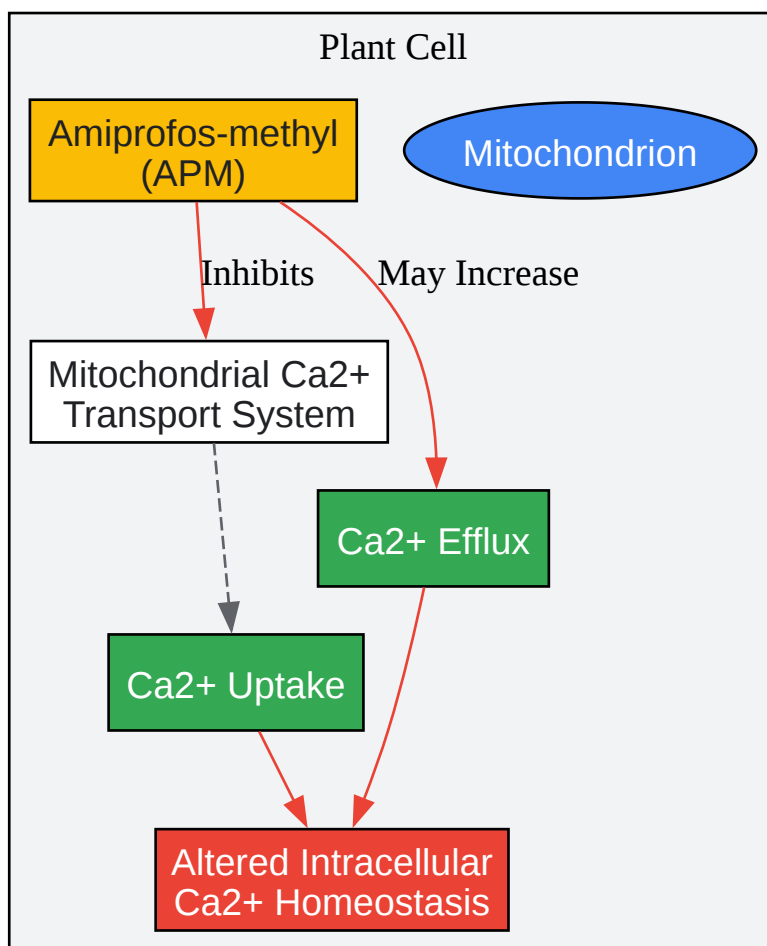 Plant Cell
Amiprofos-methyl
(APM)
Mitochondrion
Inhibits
May Increase
Mitochondrial Ca2+
Transport System
Ca2+ Efflux
Ca2+ Uptake
Altered Intracellular
Ca2+ Homeostasis